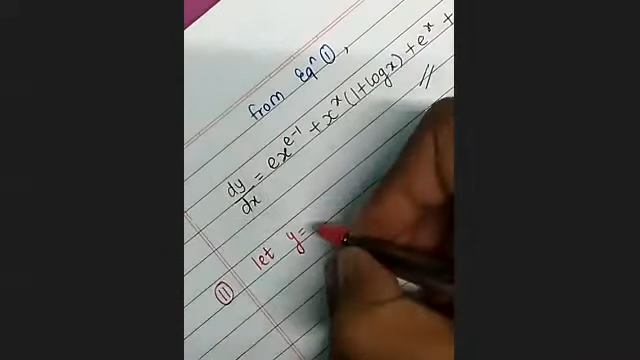 from Eqⁿ ①,
dy/dx = ex^(e-1) + x^x (1+logx) + e^x +
⑪ let y=